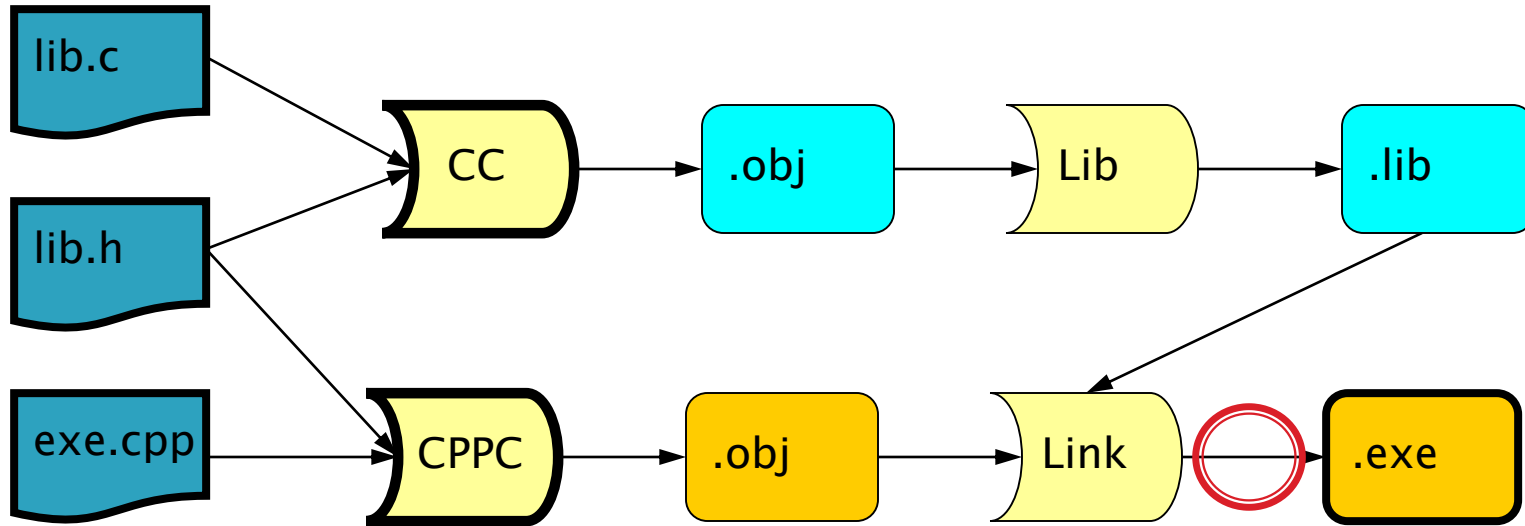 lib.c
CC
.obj
Lib
.lib
lib.h
exe.cpp
CPPC
.obj
Link
.exe